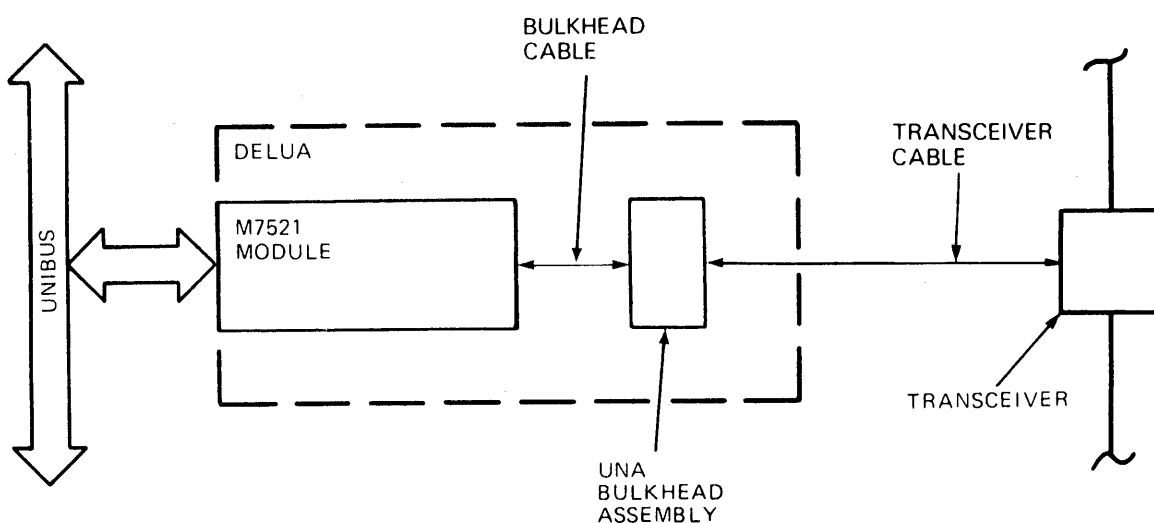 BULKHEAD
CABLE
DELUA
TRANSCEIVER
CABLE
M7521
MODULE
UNIBUS
TRANSCEIVER
UNA
BULKHEAD
ASSEMBLY